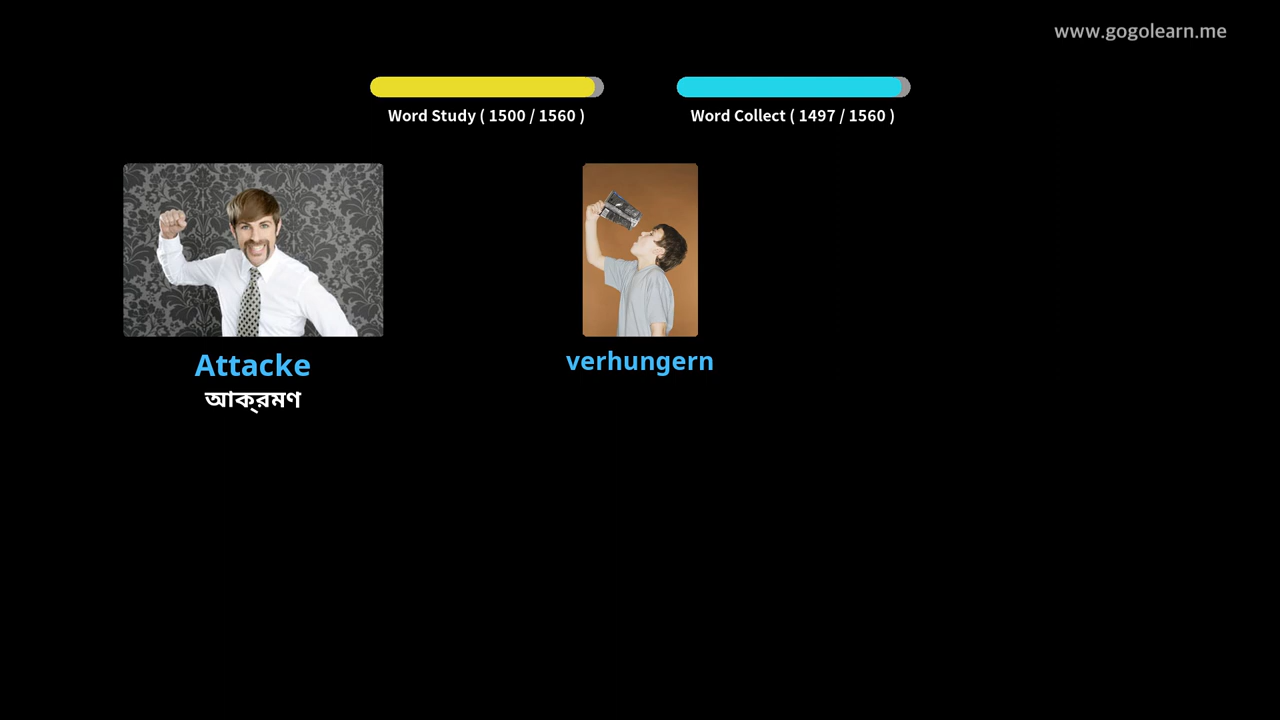 www.gogolearn.me
Word Study ( 1500 / 1560 )
Word Collect ( 1497 / 1560 )
Attacke
আক্রমণ
verhungern